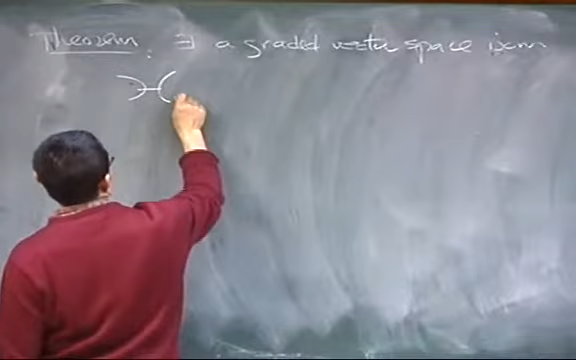 Theorem : ∃ a graded vector space isom
H(